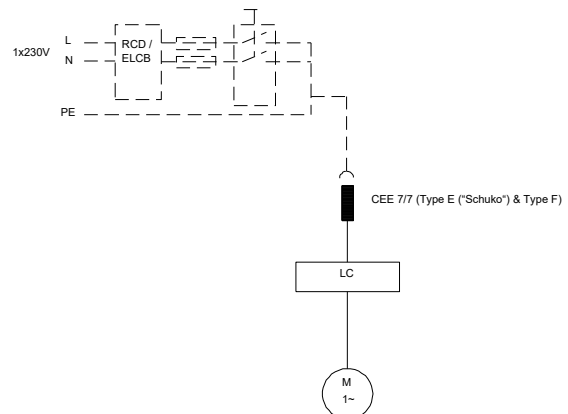 L
RCD /
1x230V
ELCB
N
PE
CEE 7/7 (Type E ("Schuko") & Type F)
LC
M
1~